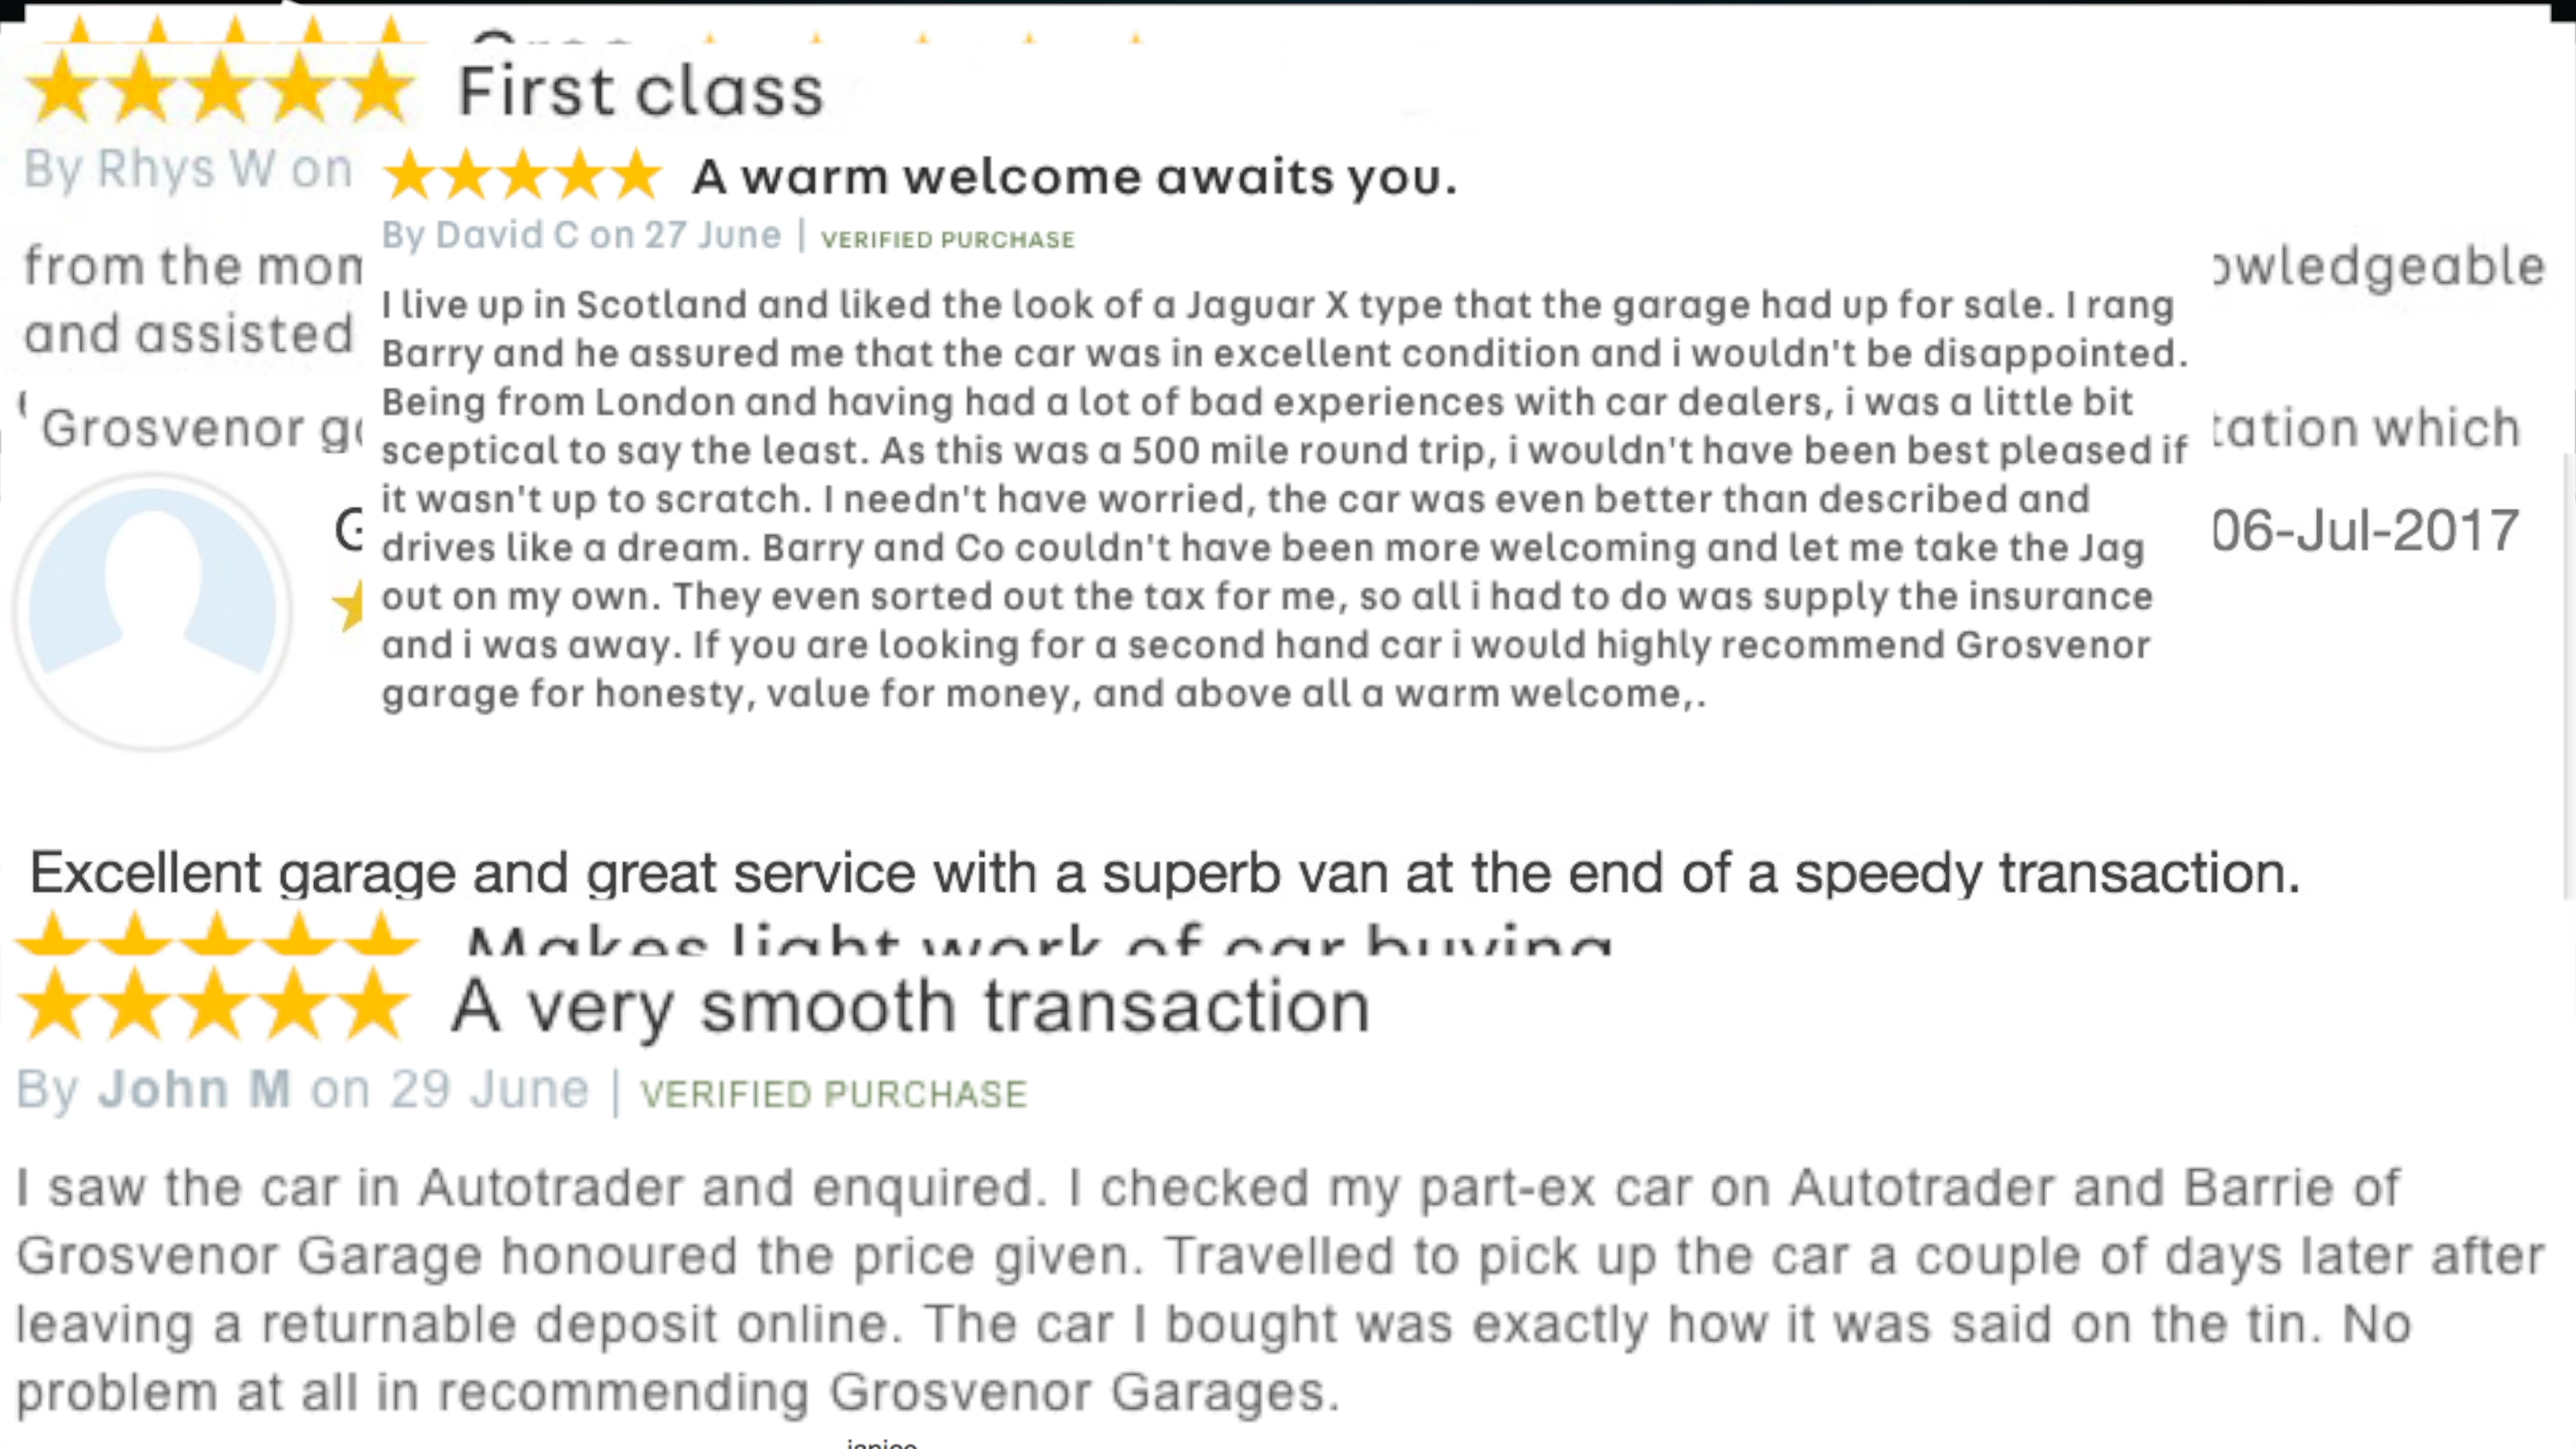 First class
By Rhys W on
A warm welcome awaits you.
By David C on 27 June | VERIFIED PURCHASE
from the
owledgeable
and assisted
I live up in Scotland and liked the look of a Jaguar X type that the garage had up for sale. I rang
Barry and he assured me that the car was in excellent condition and i wouldn't be disappointed.
Being from London and having had a lot of bad experiences with car dealers, i was a little bit
sceptical to say the least. As this was a 500 mile round trip, i wouldn't have been best pleased if
it wasn't up to scratch. I needn't have worried, the car was even better than described and
drives like a dream. Barry and Co couldn't have been more welcoming and let me take the Jag
out on my own. They even sorted out the tax for me, so all i had to do was supply the insurance
and i was away. If you are looking for a second hand car i would highly recommend Grosvenor
garage for honesty, value for money, and above all a warm welcome,.
Grosvenor
tation which
06-Jul-2017
Excellent garage and great service with a superb van at the end of a speedy transaction.
Makes light work of car buying
A very smooth transaction
By John M on 29 June | VERIFIED PURCHASE
I saw the car in Autotrader and enquired. I checked my part-ex car on Autotrader and Barrie of
Grosvenor Garage honoured the price given. Travelled to pick up the car a couple of days later after
leaving a returnable deposit online. The car I bought was exactly how it was said on the tin. No
problem at all in recommending Grosvenor Garages.